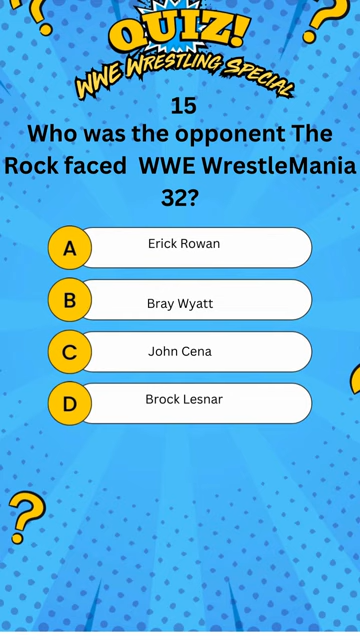 QUIZ!
WWE WRESTLING SPECIAL
15
Who was the opponent The
Rock faced  WWE WrestleMania
32?
A Erick Rowan
B Bray Wyatt
C John Cena
D Brock Lesnar